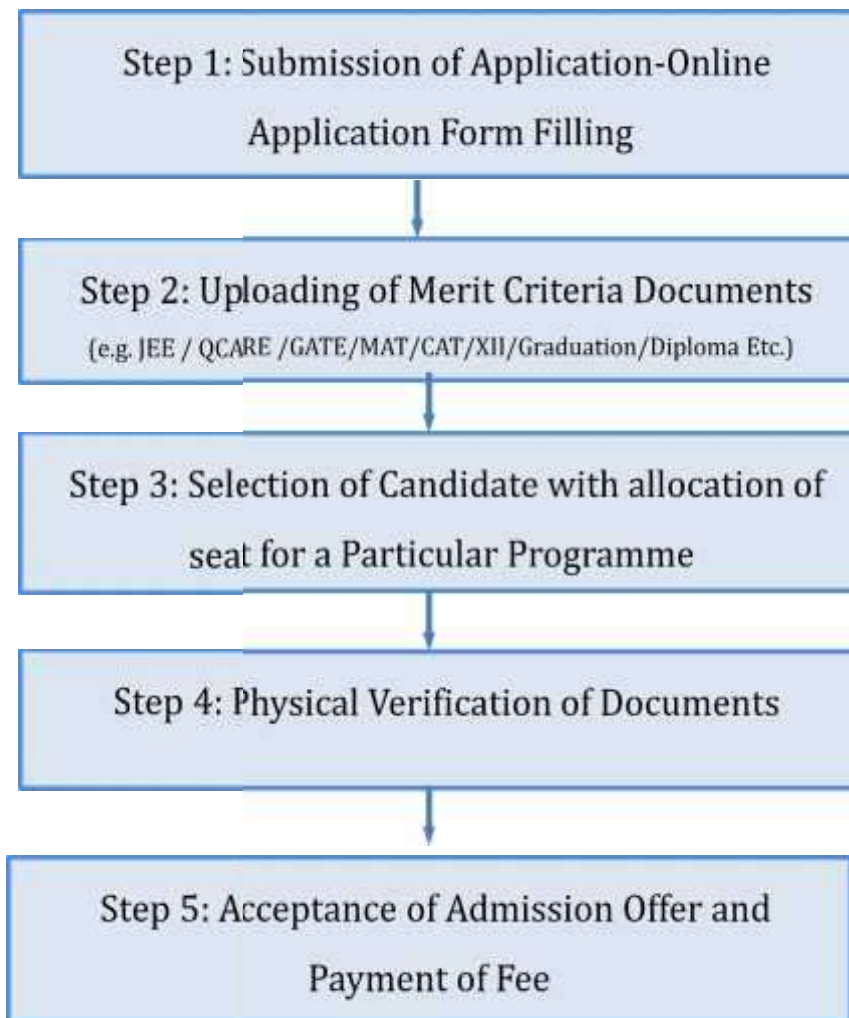 Step 1: Submission of Application-Online
Application Form Filling
Step 2: Uploading of Merit Criteria Documents
(e.g. JEE / QCARE /GATE/MAT/CAT/XII/Graduation/Diploma Etc.)
Step 3: Selection of Candidate with allocation of
seat for a Particular Programme
Step 4: Physical Verification of Documents
Step 5: Acceptance of Admission Offer and
Payment of Fee